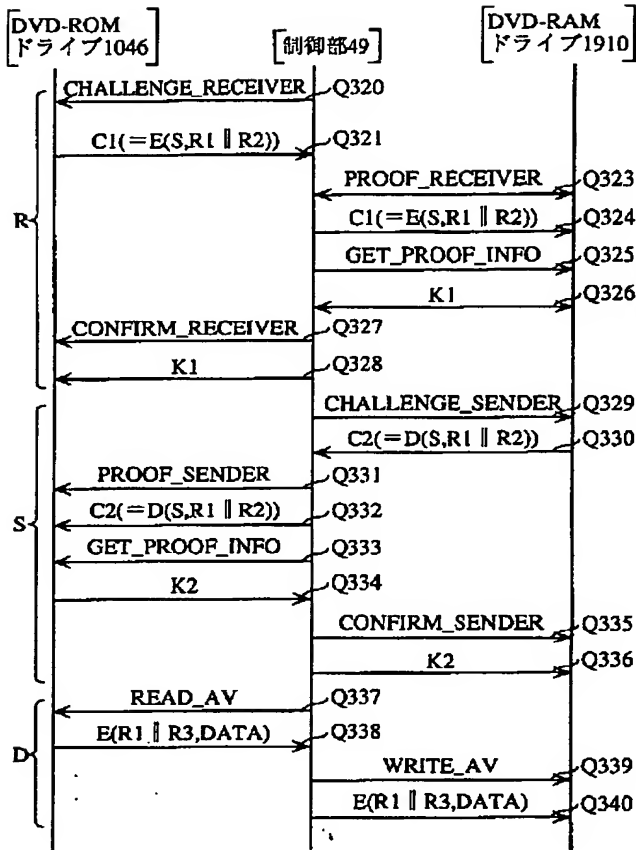 DVD-ROM
ドライブ1046
制御部49
DVD-RAM
ドライブ1910
CHALLENGE_RECEIVER Q320
C1(=E(S,R1 ‖ R2)) Q321
PROOF_RECEIVER Q323
R
C1(=E(S,R1 ‖ R2)) Q324
GET_PROOF_INFO Q325
K1 Q326
CONFIRM_RECEIVER Q327
K1 Q328
CHALLENGE_SENDER Q329
C2(=D(S,R1 ‖ R2)) Q330
PROOF_SENDER Q331
S
C2(=D(S,R1 ‖ R2)) Q332
GET_PROOF_INFO Q333
K2 Q334
CONFIRM_SENDER Q335
K2 Q336
READ_AV Q337
E(R1 ‖ R3,DATA) Q338
D
WRITE_AV Q339
E(R1 ‖ R3,DATA) Q340